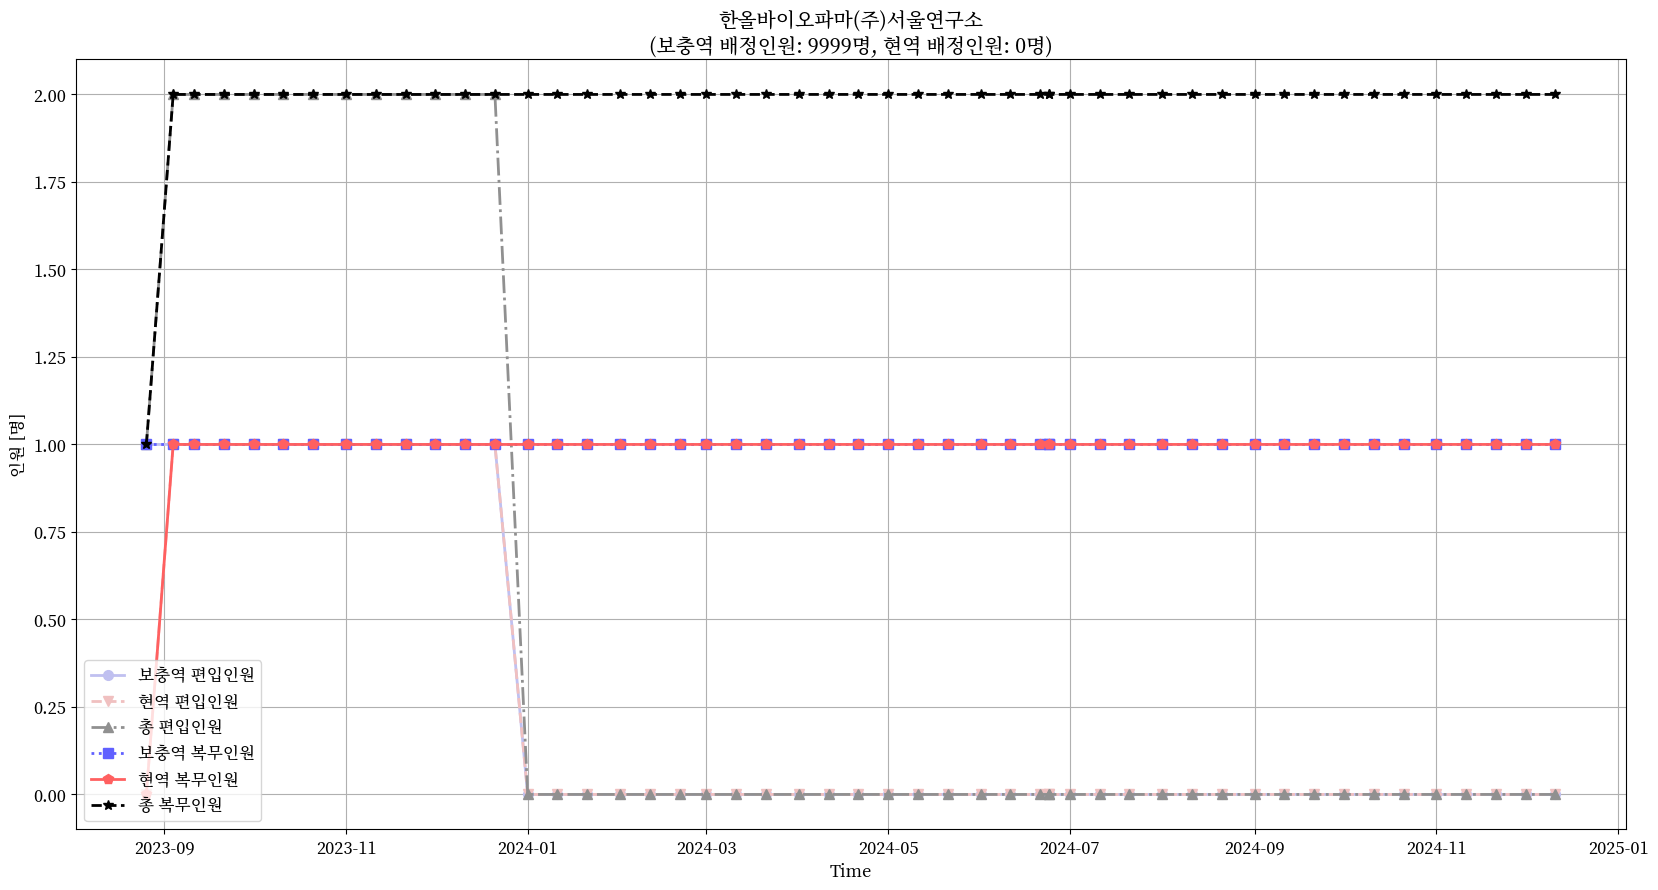 한올바이오파마(주)서울연구소
(보충역 배정인원: 9999명, 현역 배정인원: 0명)
인원 [명]
2.00
1.75
1.50
1.25
1.00
0.75
0.50
0.25
0.00
보충역 편입인원
현역 편입인원
총 편입인원
보충역 복무인원
현역 복무인원
총 복무인원
2023-09
2023-11
2024-01
2024-03
2024-05
2024-07
2024-09
2024-11
2025-01
Time